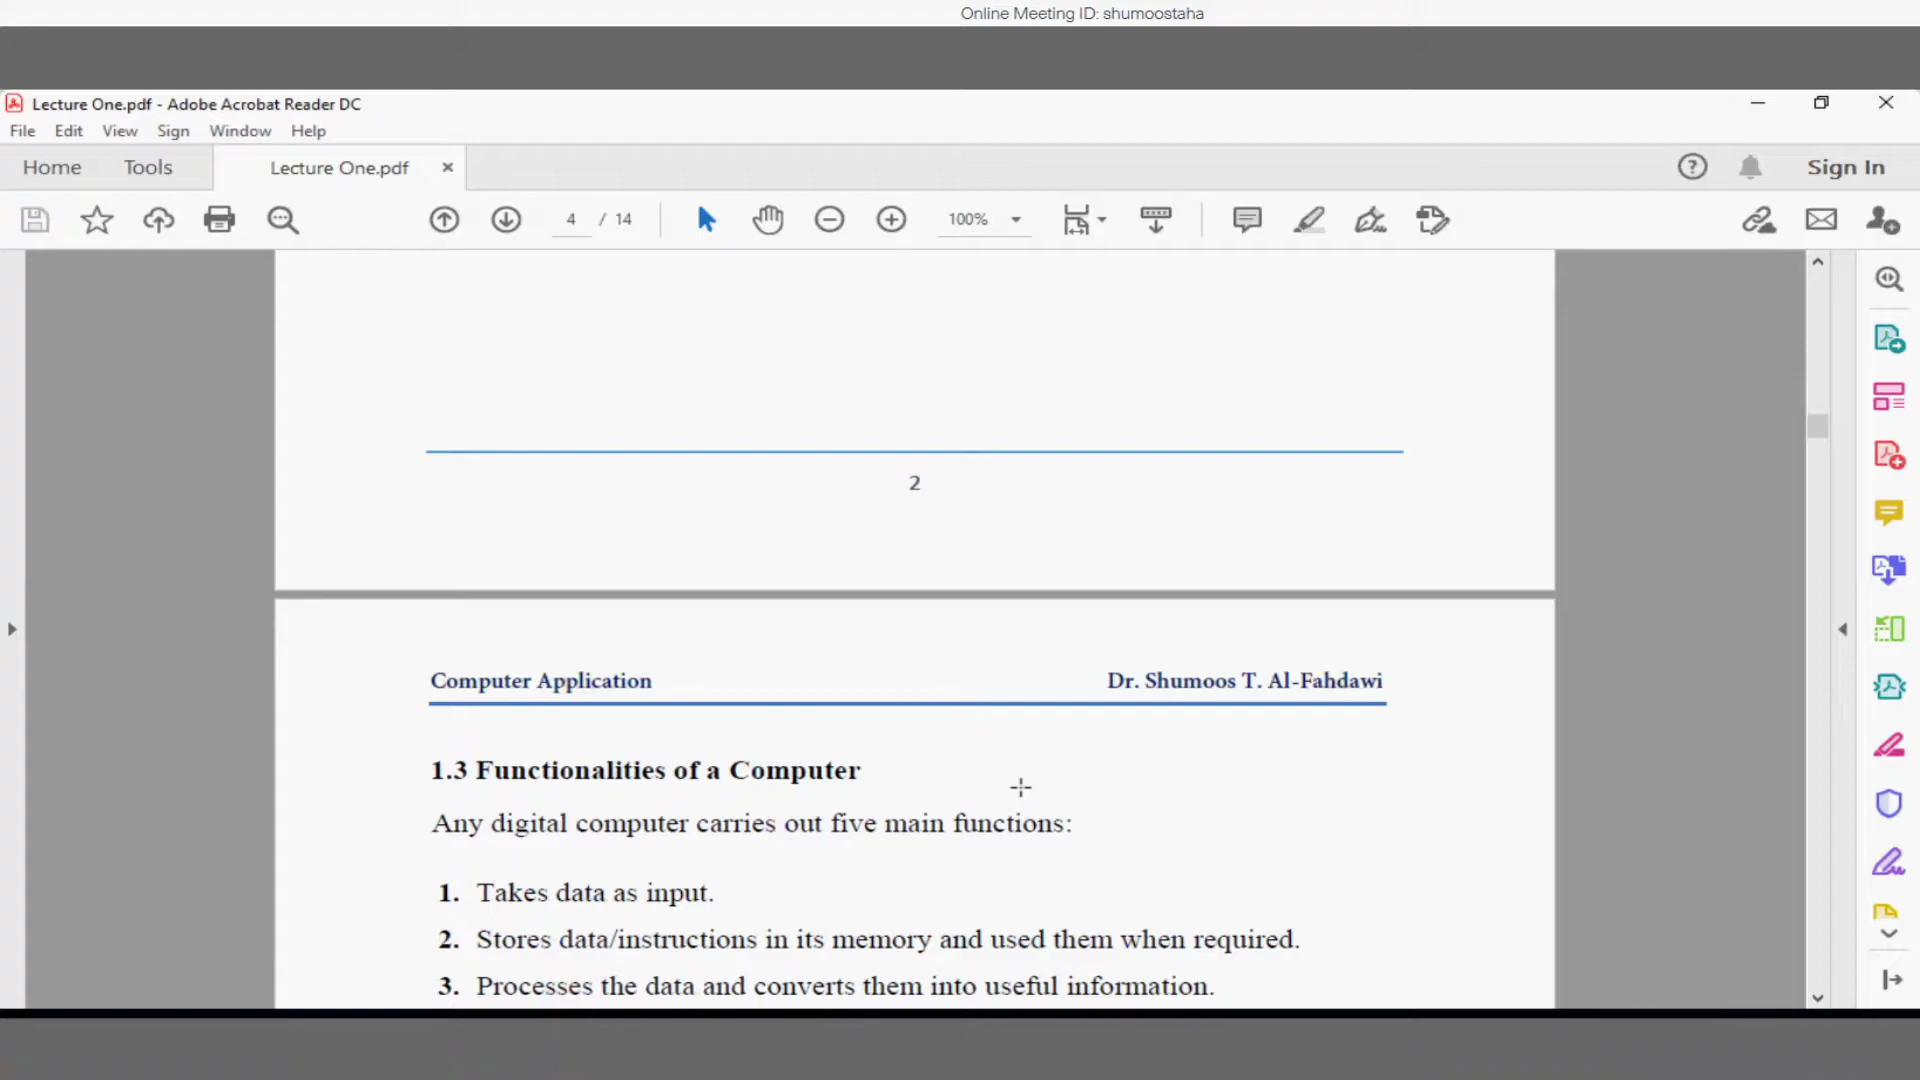 Online Meeting ID: shumoostaha
Lecture One.pdf - Adobe Acrobat Reader DC
File Edit View Sign Window Help
Home Tools Lecture One.pdf Sign In
4 / 14 100%
2
Computer Application Dr. Shumoos T. Al-Fahdawi
1.3 Functionalities of a Computer
Any digital computer carries out five main functions:
1. Takes data as input.
2. Stores data/instructions in its memory and used them when required.
3. Processes the data and converts them into useful information.